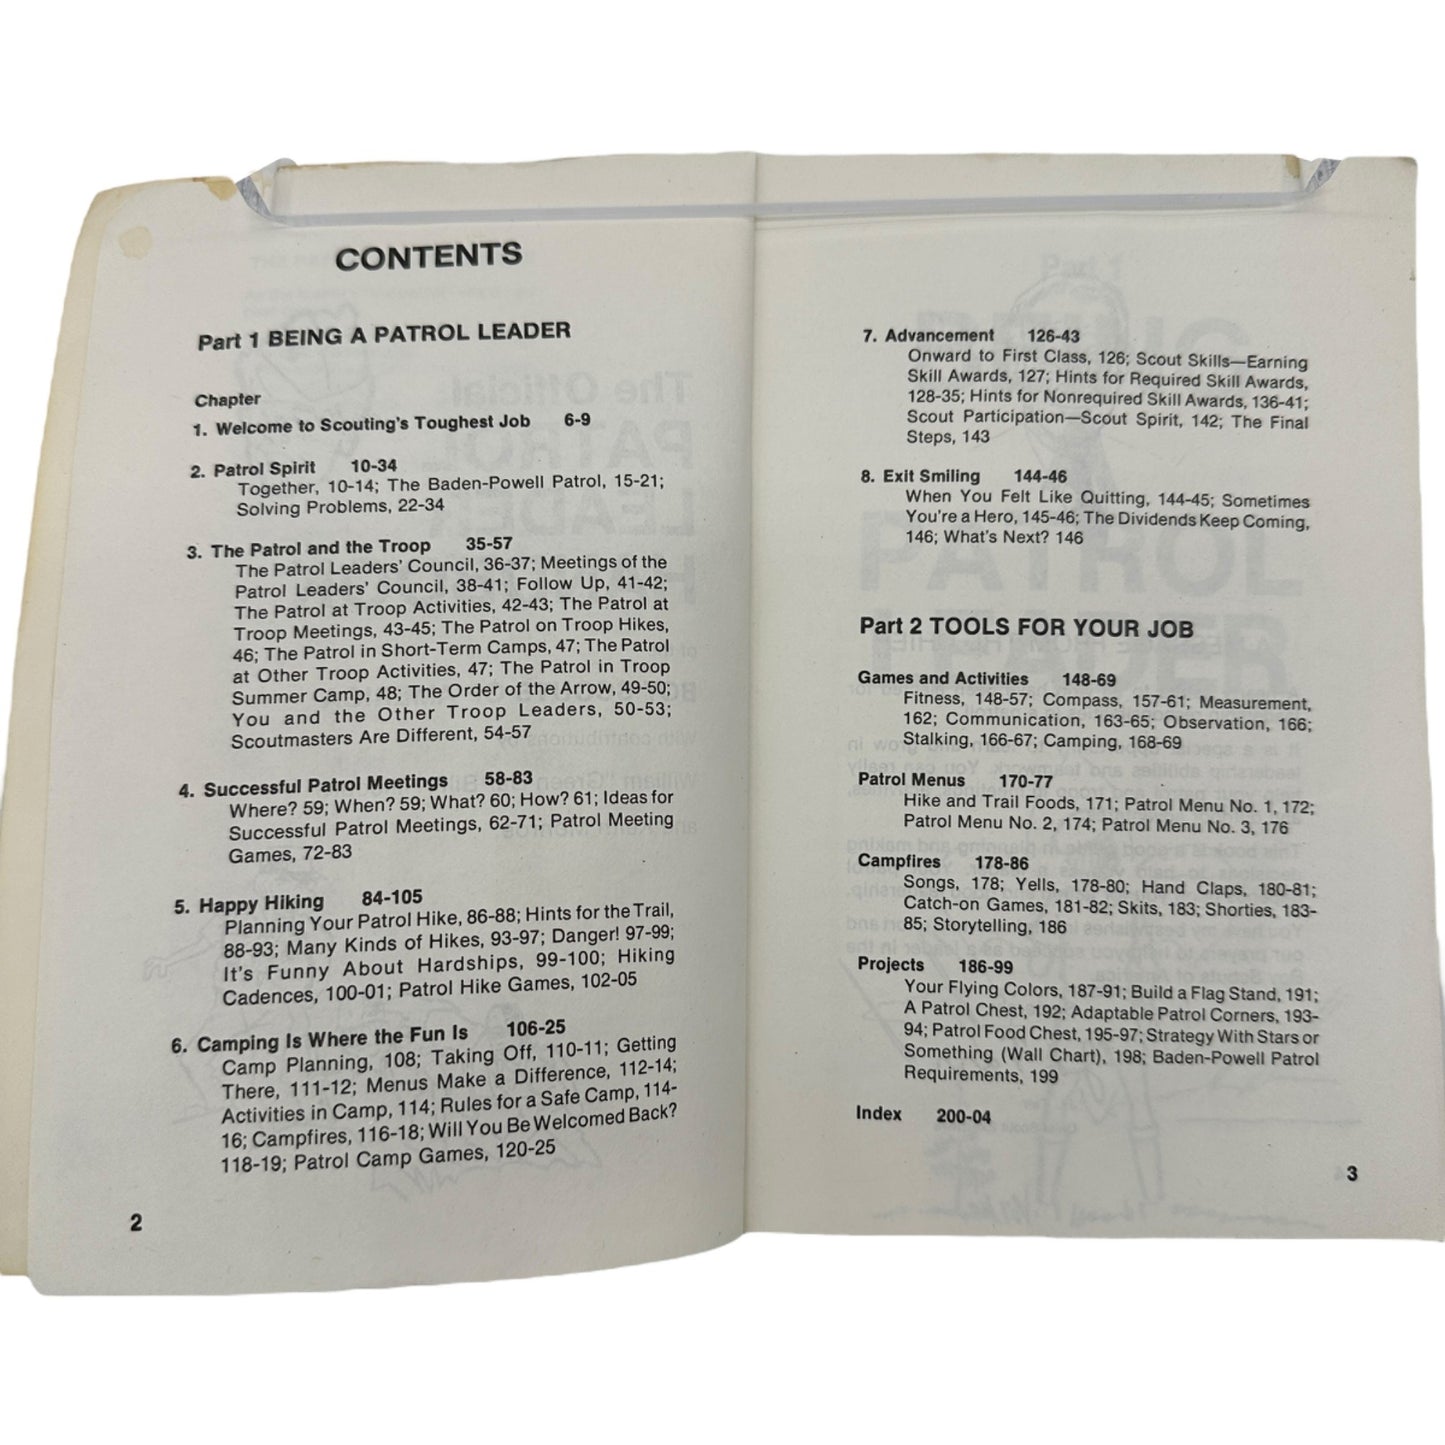 CONTENTS
Part 1 BEING A PATROL LEADER
Chapter
1. Welcome to Scouting's Toughest Job 6-9
2. Patrol Spirit 10-34
Together, 10-14; The Baden-Powell Patrol, 15-21;
Solving Problems, 22-34
3. The Patrol and the Troop 35-57
The Patrol Leaders' Council, 36-37; Meetings of the
Patrol Leaders' Council, 38-41; Follow Up, 41-42;
The Patrol at Troop Activities, 42-43; The Patrol at
Troop Meetings, 43-45; The Patrol on Troop Hikes,
46; The Patrol in Short-Term Camps, 47; The Patrol
at Other Troop Activities, 47; The Patrol in Troop
Summer Camp, 48; The Order of the Arrow, 49-50;
You and the Other Troop Leaders, 50-53;
Scoutmasters Are Different, 54-57
4. Successful Patrol Meetings 58-83
Where? 59; When? 59; What? 60; How? 61; Ideas for
Successful Patrol Meetings, 62-71; Patrol Meeting
Games, 72-83
5. Happy Hiking 84-105
Planning Your Patrol Hike, 86-88; Hints for the Trail,
88-93; Many Kinds of Hikes, 93-97; Danger! 97-99;
It's Funny About Hardships, 99-100; Hiking
Cadences, 100-01; Patrol Hike Games, 102-05
6. Camping Is Where the Fun Is 106-25
Camp Planning, 108; Taking Off, 110-11; Getting
There, 111-12; Menus Make a Difference, 112-14;
Activities in Camp, 114; Rules for a Safe Camp, 114-
16; Campfires, 116-18; Will You Be Welcomed Back?
118-19; Patrol Camp Games, 120-25
2
7. Advancement 126-43
Onward to First Class, 126; Scout Skills—Earning
Skill Awards, 127; Hints for Required Skill Awards,
128-35; Hints for Nonrequired Skill Awards, 136-41;
Scout Participation—Scout Spirit, 142; The Final
Steps, 143
8. Exit Smiling 144-46
When You Felt Like Quitting, 144-45; Sometimes
You're a Hero, 145-46; The Dividends Keep Coming,
146; What's Next? 146
Part 2 TOOLS FOR YOUR JOB
Games and Activities 148-69
Fitness, 148-57; Compass, 157-61; Measurement,
162; Communication, 163-65; Observation, 166;
Stalking, 166-67; Camping, 168-69
Patrol Menus 170-77
Hike and Trail Foods, 171; Patrol Menu No. 1, 172;
Patrol Menu No. 2, 174; Patrol Menu No. 3, 176
Campfires 178-86
Songs, 178; Yells, 178-80; Hand Claps, 180-81;
Catch-on Games, 181-82; Skits, 183; Shorties, 183-
85; Storytelling, 186
Projects 186-99
Your Flying Colors, 187-91; Build a Flag Stand, 191;
A Patrol Chest, 192; Adaptable Patrol Corners, 193-
94; Patrol Food Chest, 195-97; Strategy With Stars or
Something (Wall Chart), 198; Baden-Powell Patrol
Requirements, 199
Index 200-04
3